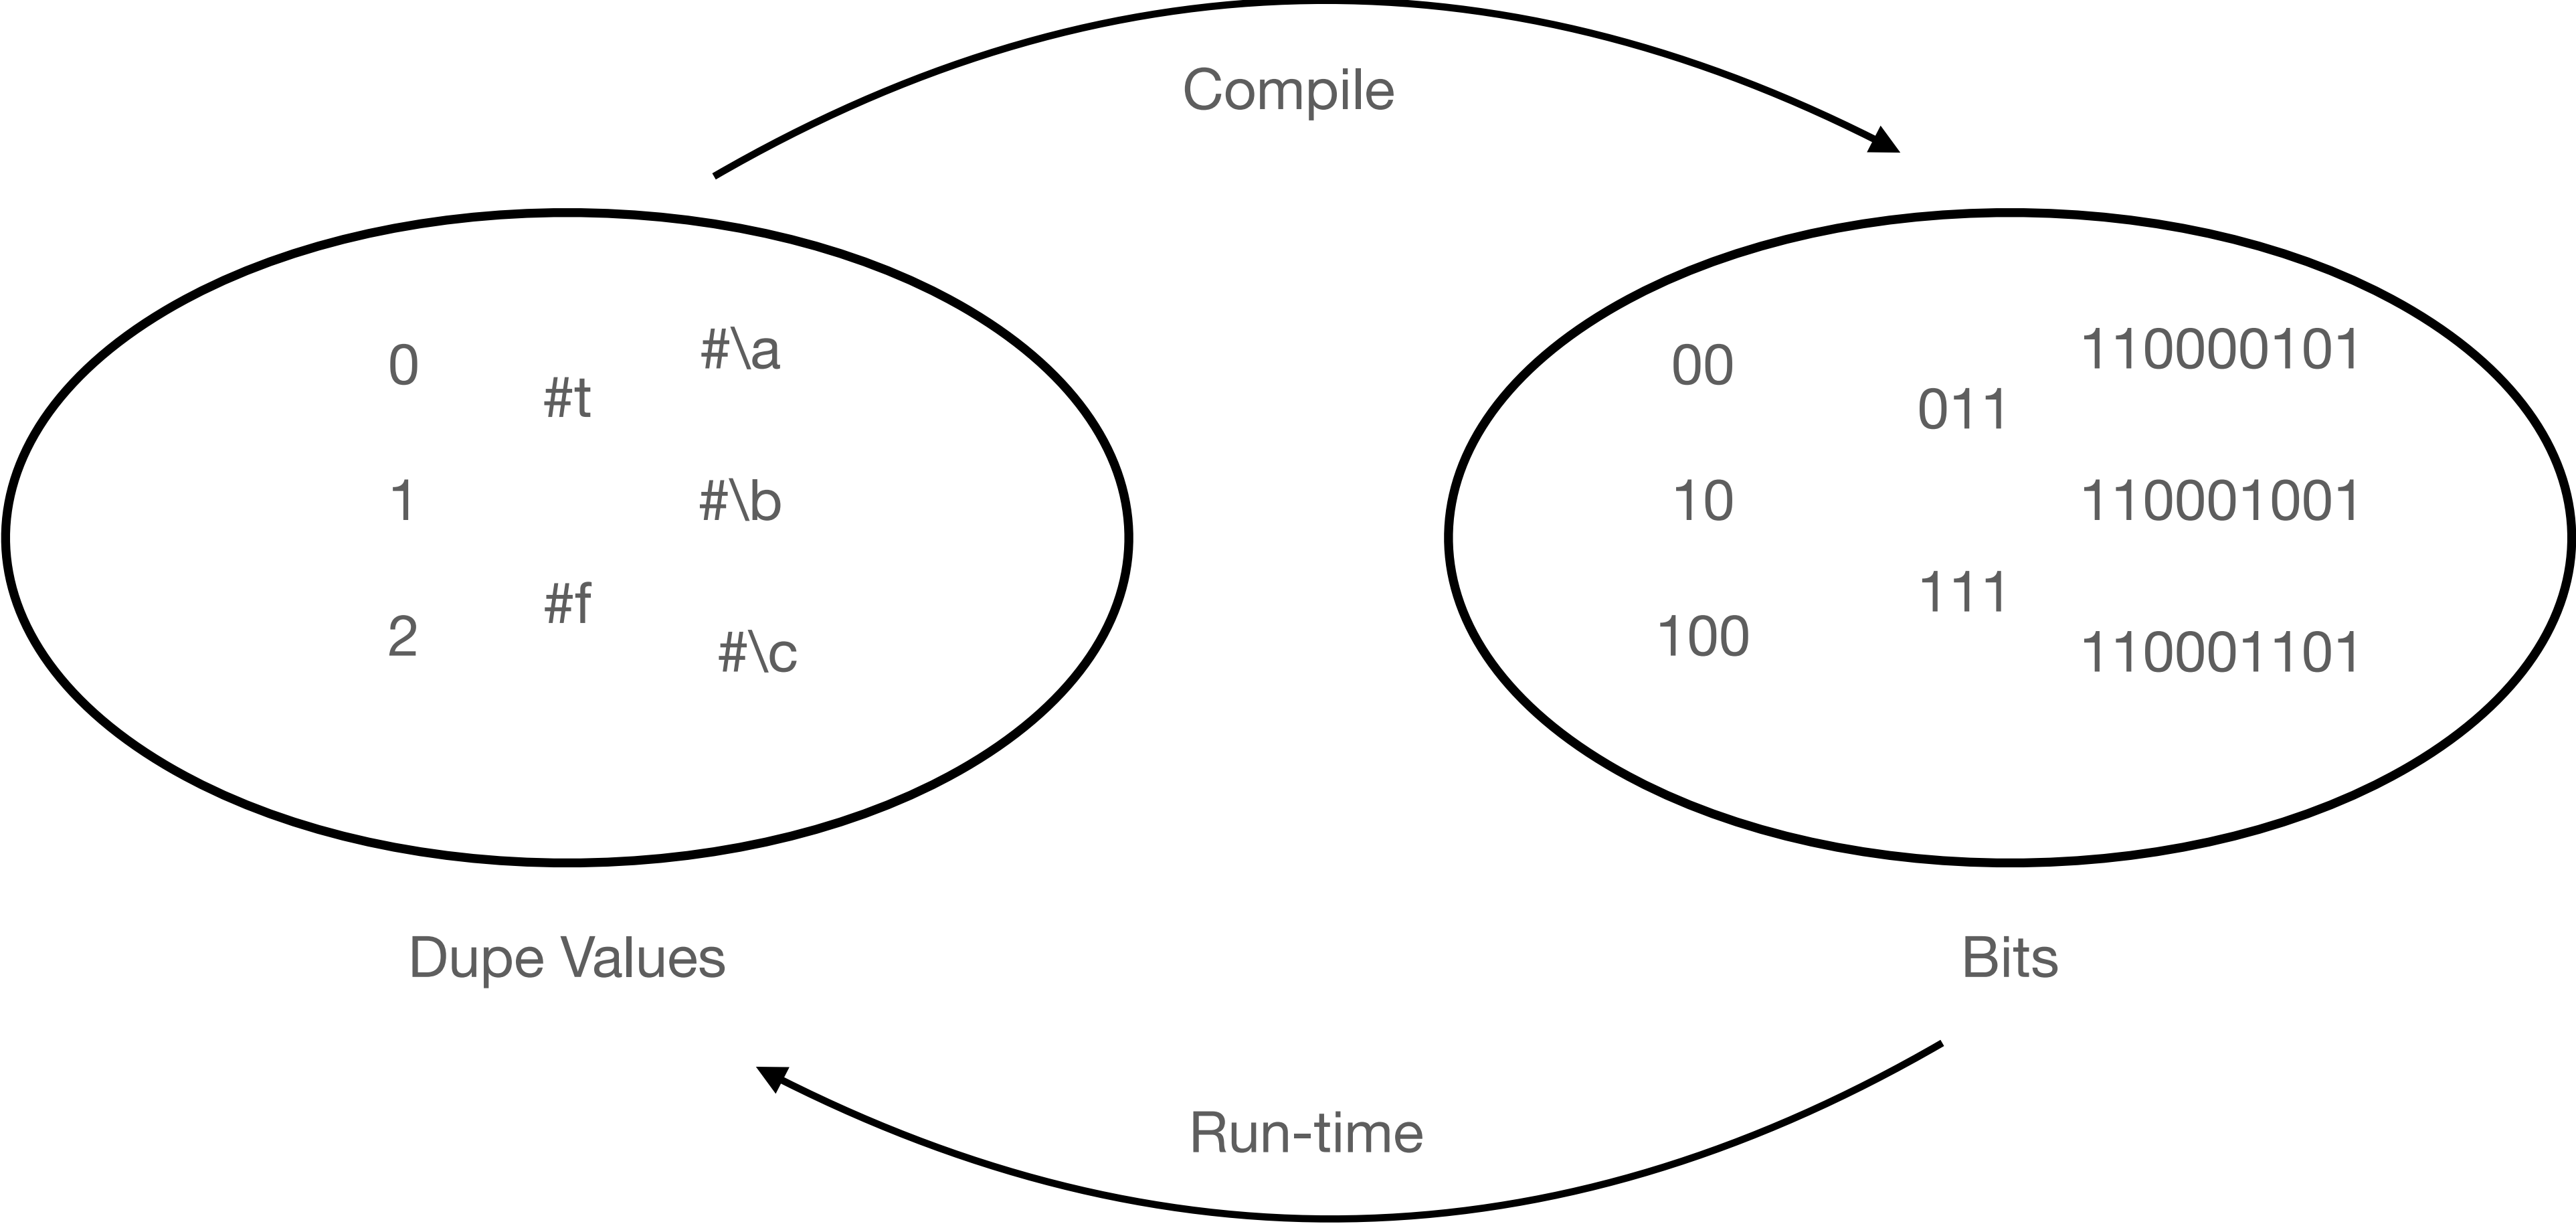 Compile
0
#t
#\a
1
#\b
2
#f
#\c
00
011
110000101
10
110001001
100
111
110001101
Dupe Values
Bits
Run-time